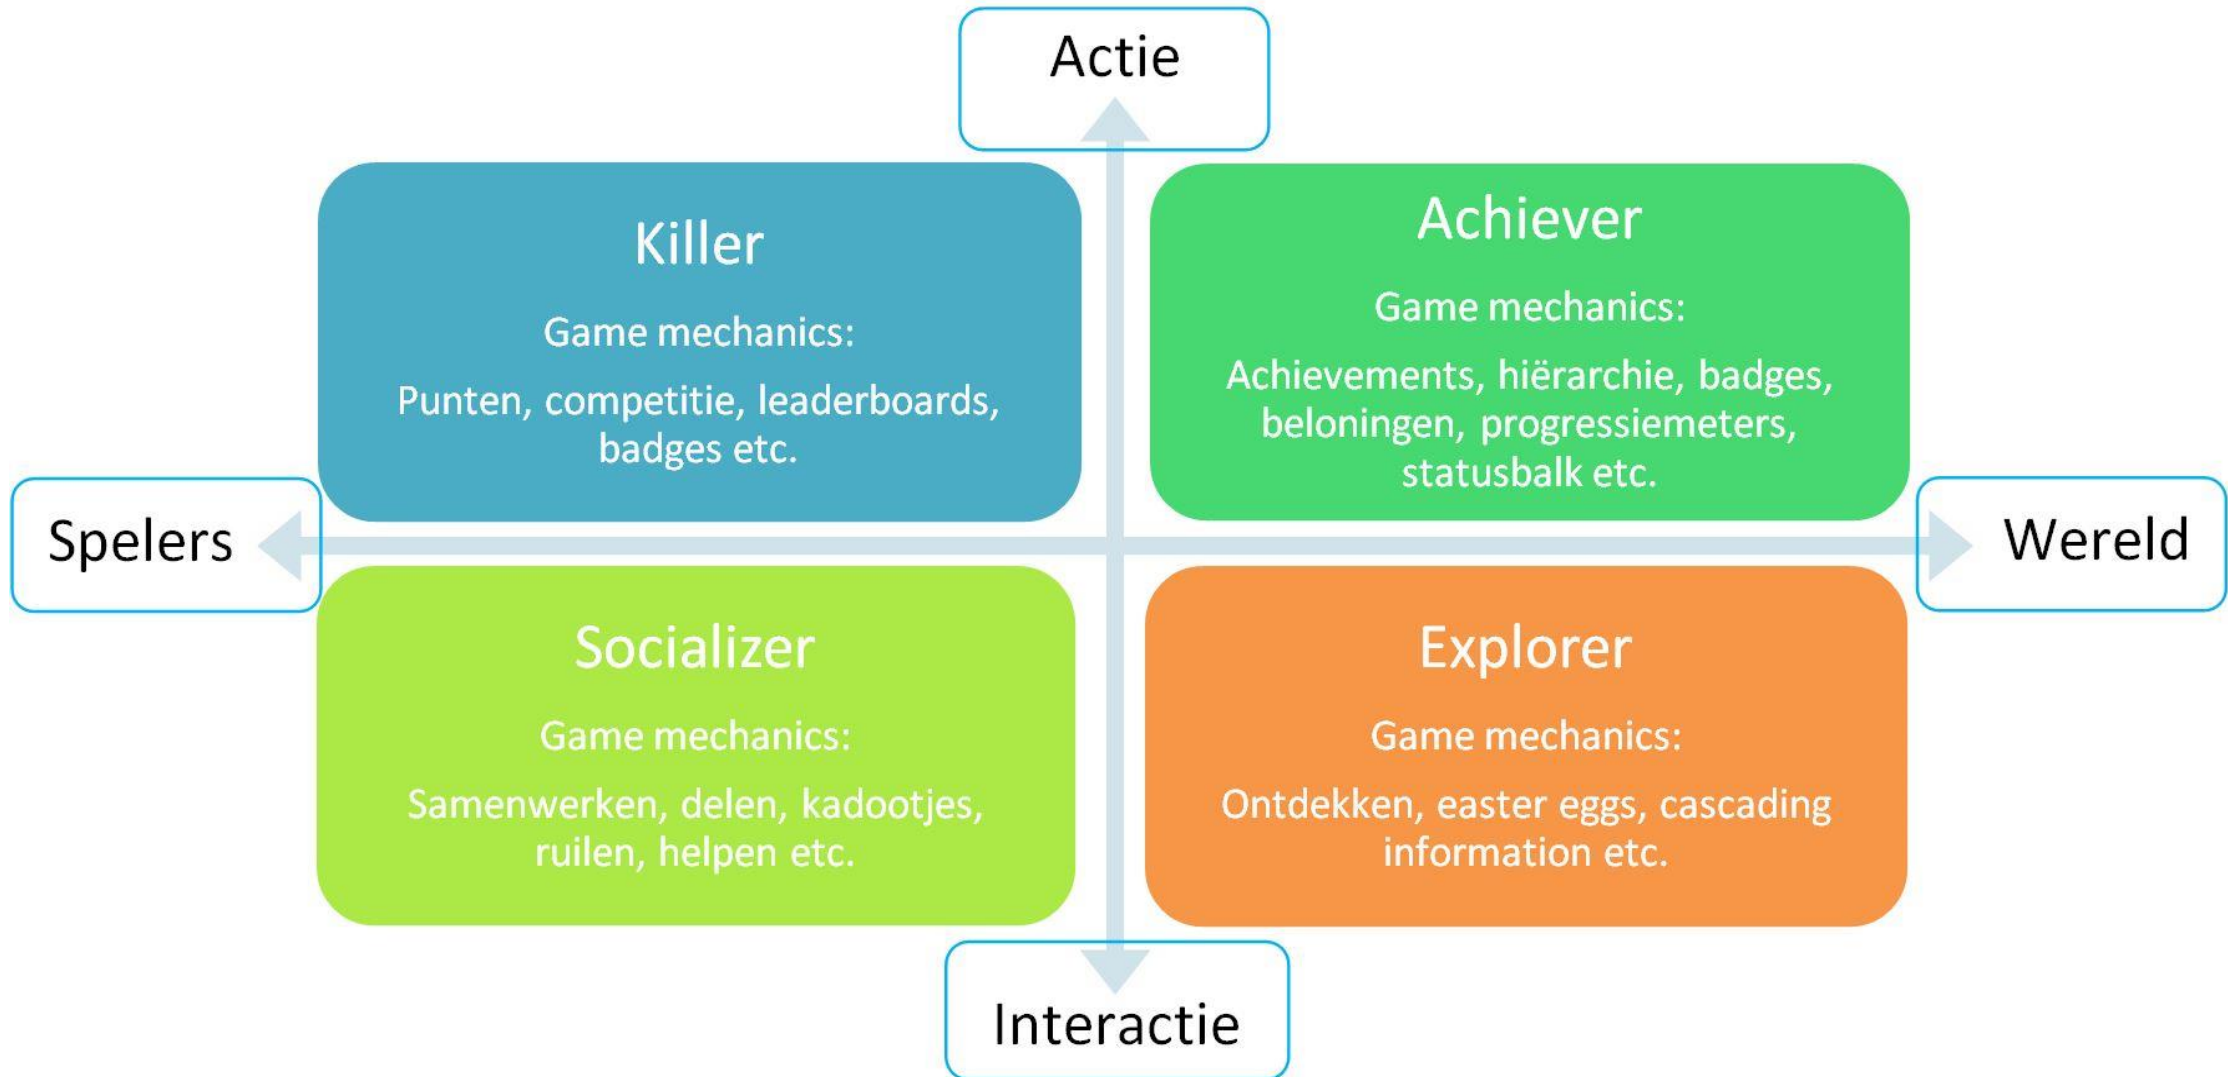 Actie
Killer
Game mechanics:
Punten, competitie, leaderboards,
badges etc.
Achiever
Game mechanics:
Achievements, hiërarchie, badges,
beloningen, progressiemeters,
statusbalk etc.
Spelers
Wereld
Socializer
Game mechanics:
Samenwerken, delen, kadootjes,
ruilen, helpen etc.
Explorer
Game mechanics:
Ontdekken, easter eggs, cascading
information etc.
Interactie